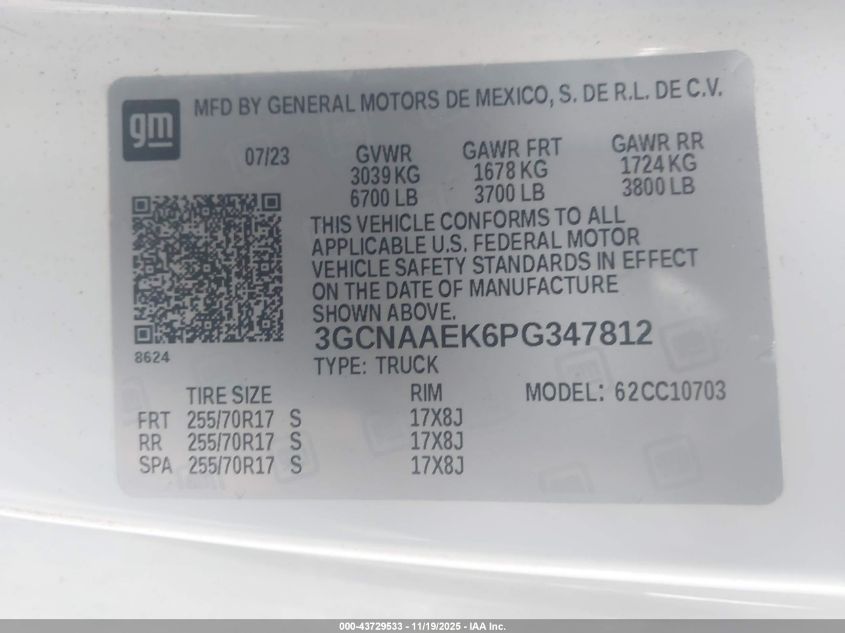 gm
MFD BY GENERAL MOTORS DE MEXICO, S. DE R.L. DE C.V.
07/23
GVWR GAWR FRT GAWR RR
3039 KG 1678 KG 1724 KG
6700 LB 3700 LB 3800 LB
THIS VEHICLE CONFORMS TO ALL
APPLICABLE U.S. FEDERAL MOTOR
VEHICLE SAFETY STANDARDS IN EFFECT
ON THE DATE OF MANUFACTURE
SHOWN ABOVE.
3GCNAAEK6PG347812
8624
TYPE: TRUCK
TIRE SIZE RIM MODEL: 62CC10703
FRT 255/70R17 S 17X8J
RR 255/70R17 S 17X8J
SPA 255/70R17 S 17X8J
000-43729533 - 11/19/2025 - IAA Inc.